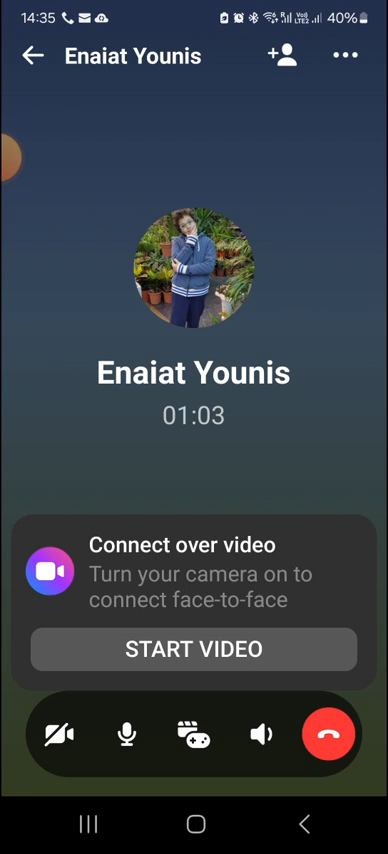 14:35 40%
Enaiat Younis
Enaiat Younis
01:03
Connect over video
Turn your camera on to
connect face-to-face
START VIDEO